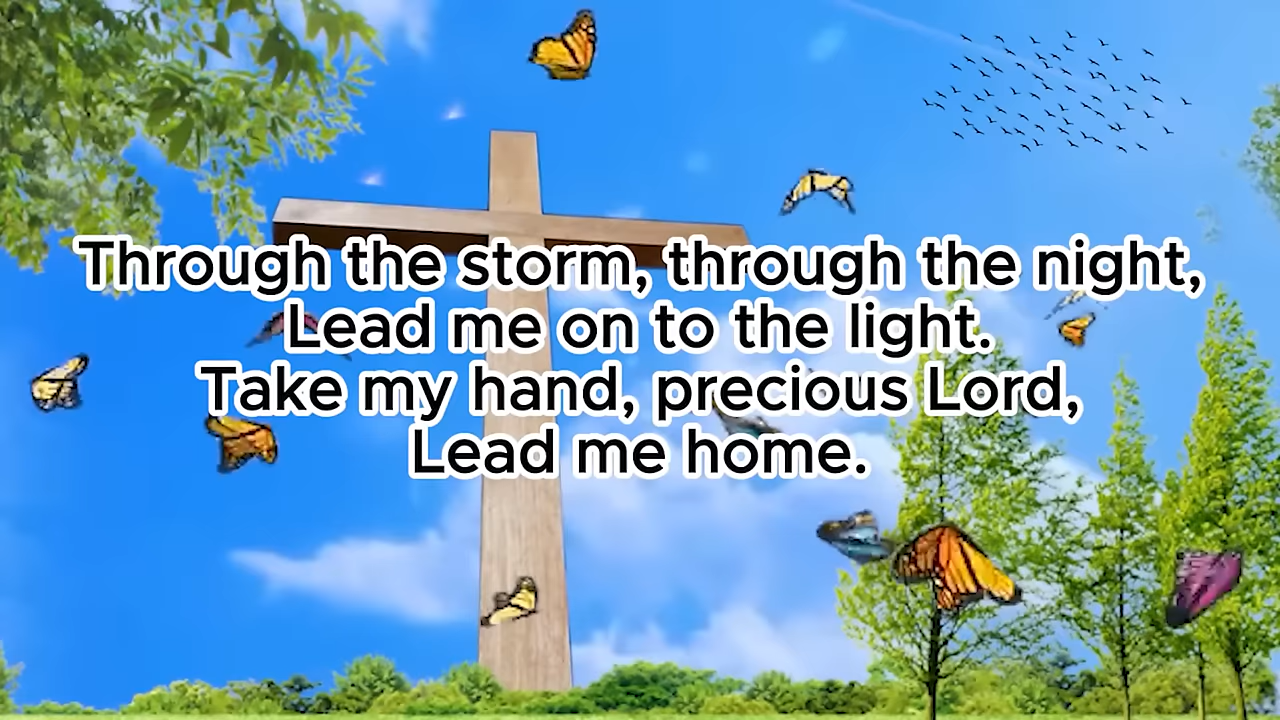 Through the storm, through the night,
Lead me on to the light.
Take my hand, precious Lord,
Lead me home.